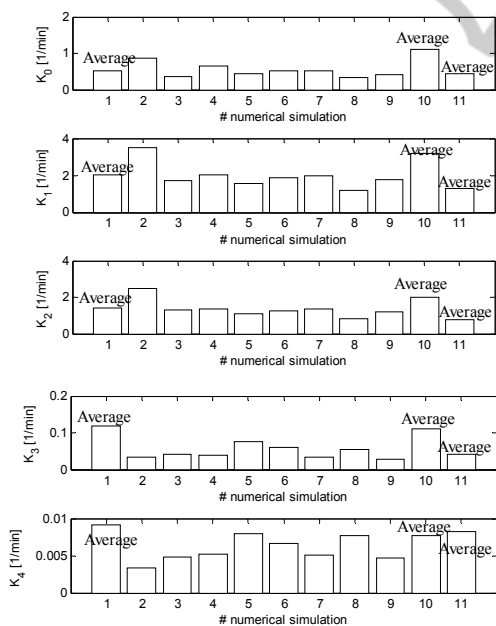 2
Average
Average
Average
K0 [1/min]
1
0
1 2 3 4 5 6 7 8 9 10 11
# numerical simulation
4
Average
Average
Average
K1 [1/min]
2
0
1 2 3 4 5 6 7 8 9 10 11
# numerical simulation
4
Average
Average
Average
K2 [1/min]
2
0
1 2 3 4 5 6 7 8 9 10 11
# numerical simulation
0.2
Average
Average
Average
K3 [1/min]
0.1
0
1 2 3 4 5 6 7 8 9 10 11
# numerical simulation
0.01
Average
Average
Average
K4 [1/min]
0.005
0
1 2 3 4 5 6 7 8 9 10 11
# numerical simulation